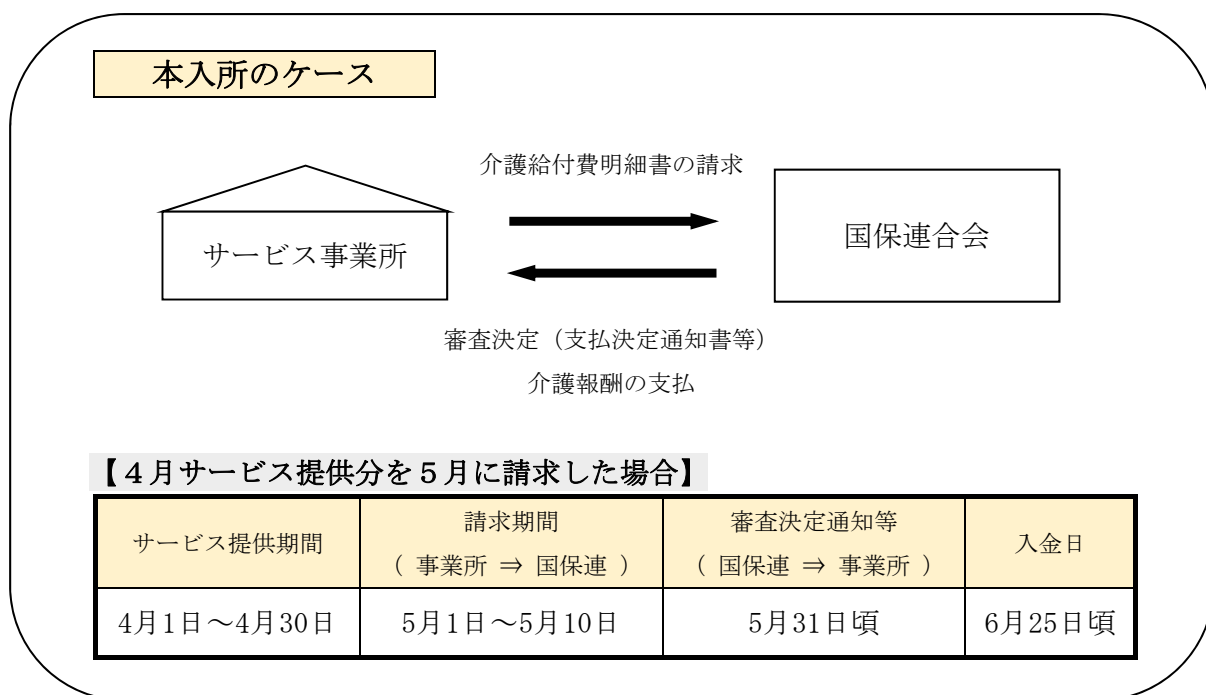 本入所のケース
介護給付費明細書の請求
サービス事業所
国保連合会
審査決定（支払決定通知書等）
介護報酬の支払
【４月サービス提供分を５月に請求した場合】
サービス提供期間
請求期間
（ 事業所 ⇒ 国保連 ）
審査決定通知等
（ 国保連 ⇒ 事業所 ）
入金日
4月1日～4月30日
5月1日～5月10日
5月31日頃
6月25日頃